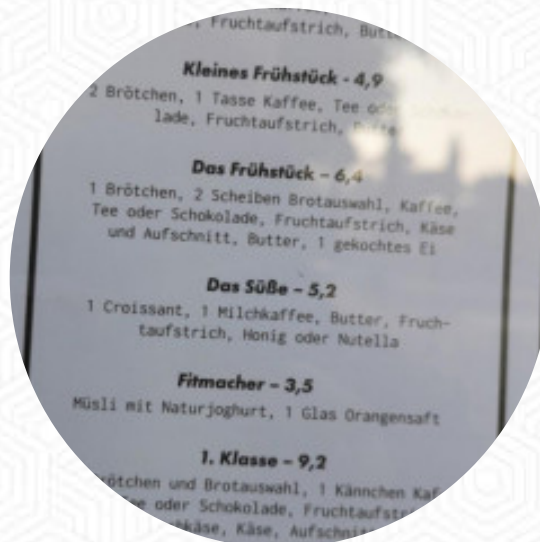 Fruchtaufstrich,
Kleines Frühstück - 4,9
2 Brötchen, 1 Tasse Kaffee, Tee oder
lade, Fruchtaufstrich, Butter
Das Frühstück – 6,4
1 Brötchen, 2 Scheiben Brotauswahl, Kaffee,
Tee oder Schokolade, Fruchtaufstrich, Käse
und Aufschnitt, Butter, 1 gekochtes Ei
Das Süße – 5,2
1 Croissant, 1 Milchkaffee, Butter, Fruch-
taufstrich, Honig oder Nutella
Fitmacher – 3,5
Müsli mit Naturjoghurt, 1 Glas Orangensaft
1. Klasse – 9,2
und Brotauswahl, 1 Kännchen
oder Schokolade,
Käse,